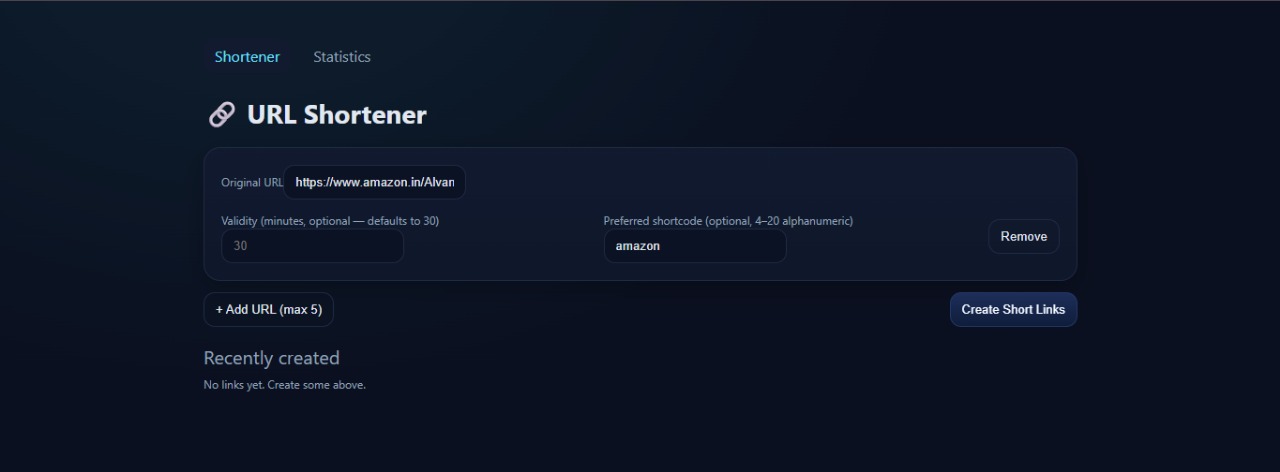 Shortener Statistics
URL Shortener
Original URL https://www.amazon.in/Alvan
Validity (minutes, optional — defaults to 30) Preferred shortcode (optional, 4–20 alphanumeric)
30 amazon Remove
+ Add URL (max 5) Create Short Links
Recently created
No links yet. Create some above.